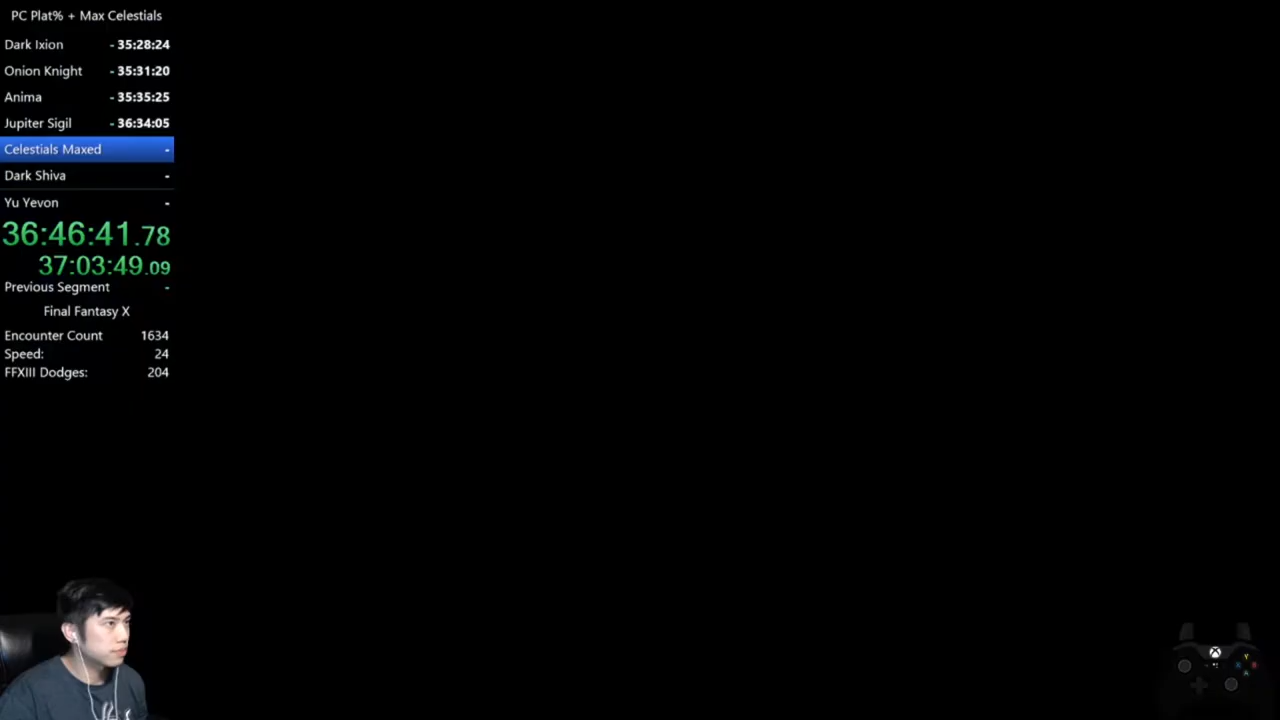 PC Plat% + Max Celestials
Dark Ixion - 35:28:24
Onion Knight - 35:31:20
Anima - 35:35:25
Jupiter Sigil - 36:34:05
Celestials Maxed -
Dark Shiva -
Yu Yevon -
36:46:41.78
37:03:49.09
Previous Segment -
Final Fantasy X
Encounter Count 1634
Speed: 24
FFXIII Dodges: 204